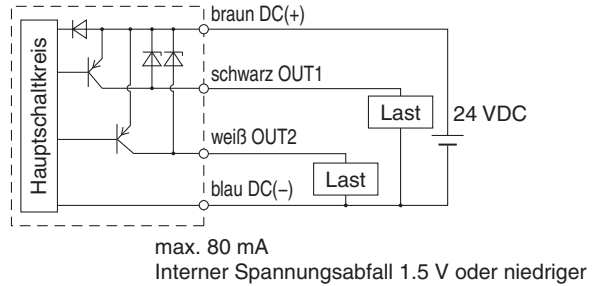 braun DC(+)
Hauptschaltkreis
schwarz OUT1
Last
24 VDC
weiß OUT2
Last
blau DC(−)
max. 80 mA
Interner Spannungsabfall 1.5 V oder niedriger